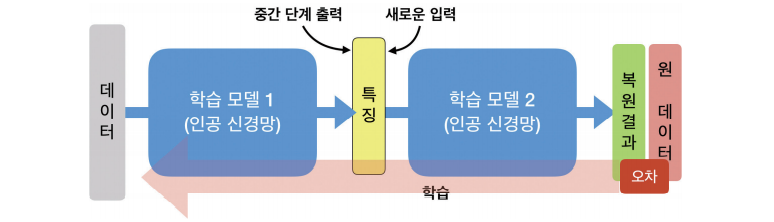 중간 단계 출력
새로운 입력
데이터
학습 모델 1
(인공 신경망)
특징
학습 모델 2
(인공 신경망)
복원결과
원 데이터
오차
학습